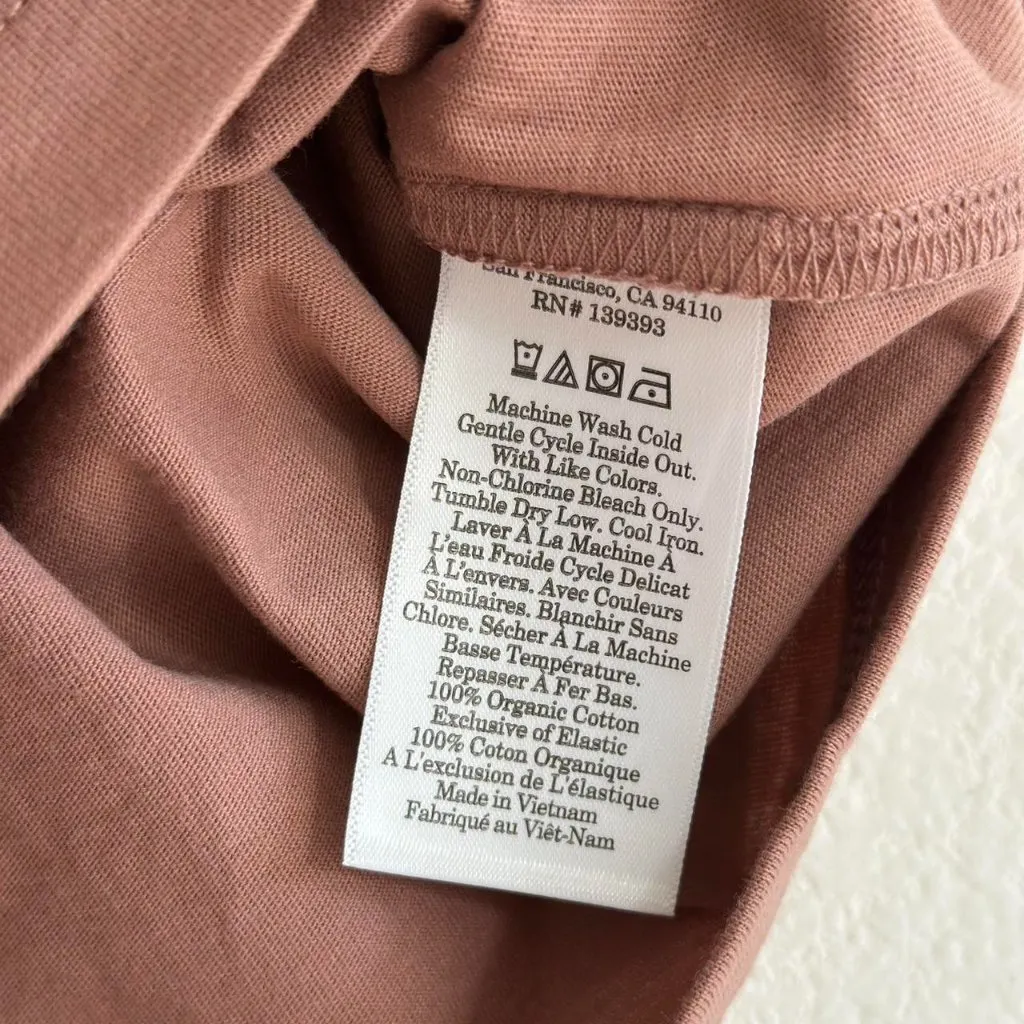 San Francisco, CA 94110
RN# 139393
Machine Wash Cold
Gentle Cycle Inside Out.
With Like Colors.
Non-Chlorine Bleach Only.
Tumble Dry Low. Cool Iron.
Laver À La Machine À
L'eau Froide Cycle Delicat
À L'envers. Avec Couleurs
Similaires. Blanchir Sans
Chlore. Sécher À La Machine
Basse Température.
Repasser À Fer Bas.
100% Organic Cotton
Exclusive of Elastic
100% Coton Organique
A L'exclusion de L'élastique
Made in Vietnam
Fabriqué au Viêt-Nam